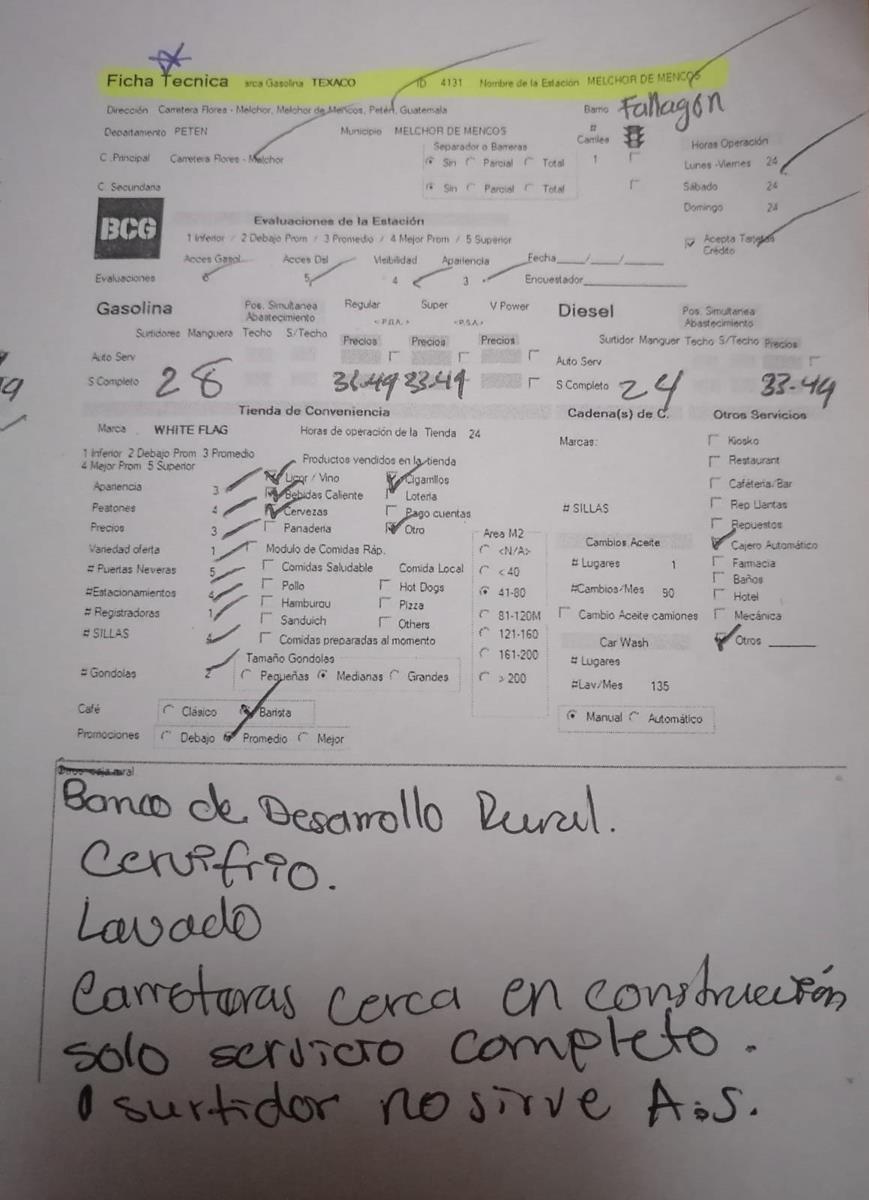 Ficha Tecnica arca Gasolina TEXACO ID 4131 Nombre de la Estación MELCHOR DE MENCOS
Dirección Carretera Flores - Melchor, Melchor de Mencos, Petén, Guatemala Barrio Fallagón
Departamento PETEN Municipio MELCHOR DE MENCOS # Carriles Horas Operación
Separador o Barreras
C .Principal Carretera Flores - Melchor Sin Parcial Total 1 Lunes -Viernes 24
C. Secundaria Sin Parcial Total Sábado 24
Domingo 24
BCG
Evaluaciones de la Estación
1 Inferior / 2 Debajo Prom / 3 Promedio / 4 Mejor Prom / 5 Superior Acepta Tarjetas Crédito
Acces Gasol. Acces Dsl Visibilidad Apariencia Fecha___/___/___
Evaluaciones 5 4 3 Encuestador
Gasolina Pos. Simultanea Abastecimiento Regular Super V Power Diesel Pos. Simultanea Abastecimiento
Surtidores Manguera Techo S/Techo Precios Precios Precios Surtidor Manguer Techo S/Techo Precios
Auto Serv Auto Serv
S Completo 2 8 33-49 S Completo 2 4 33-49
Tienda de Conveniencia Cadena(s) de C. Otros Servicios
Marca WHITE FLAG Horas de operación de la Tienda 24 Marcas: Kiosko
1 Inferior 2 Debajo Prom 3 Promedio
4 Mejor Prom 5 Superior Productos vendidos en la tienda Restaurant
Apariencia 3 Licor / Vino Cigarrillos Caféteria/Bar
Peatones 4 Bebidas Caliente Loteria # SILLAS Rep Llantas
Precios 3 Cervezas Pago cuentas Repuestos
Panaderia Otro Area M2 Cambios Aceite Cajero Automático
Variedad oferta 1 Modulo de Comidas Ráp. <N/A> # Lugares 1 Farmacia
# Puertas Neveras 5 Comidas Saludable Comida Local < 40 Baños
#Estacionamientos 4 Pollo Hot Dogs 41-80 #Cambios/Mes 90 Hotel
# Registradoras 1 Hamburgu Pizza 81-120M Cambio Aceite camiones Mecánica
# SILLAS Sanduich Others 121-160 Car Wash Otros
Comidas preparadas al momento 161-200 # Lugares
# Gondolas 2 Tamaño Gondolas Pequeñas Medianas Grandes > 200 #Lav/Mes 135
Café Clásico Barista Manual Automático
Promociones Debajo Promedio Mejor
Banco de Desarrollo Rural.
Cervifrio.
Lavado
Carreteras cerca en construcción
solo servicio completo.
1 surtidor no sirve A.S.